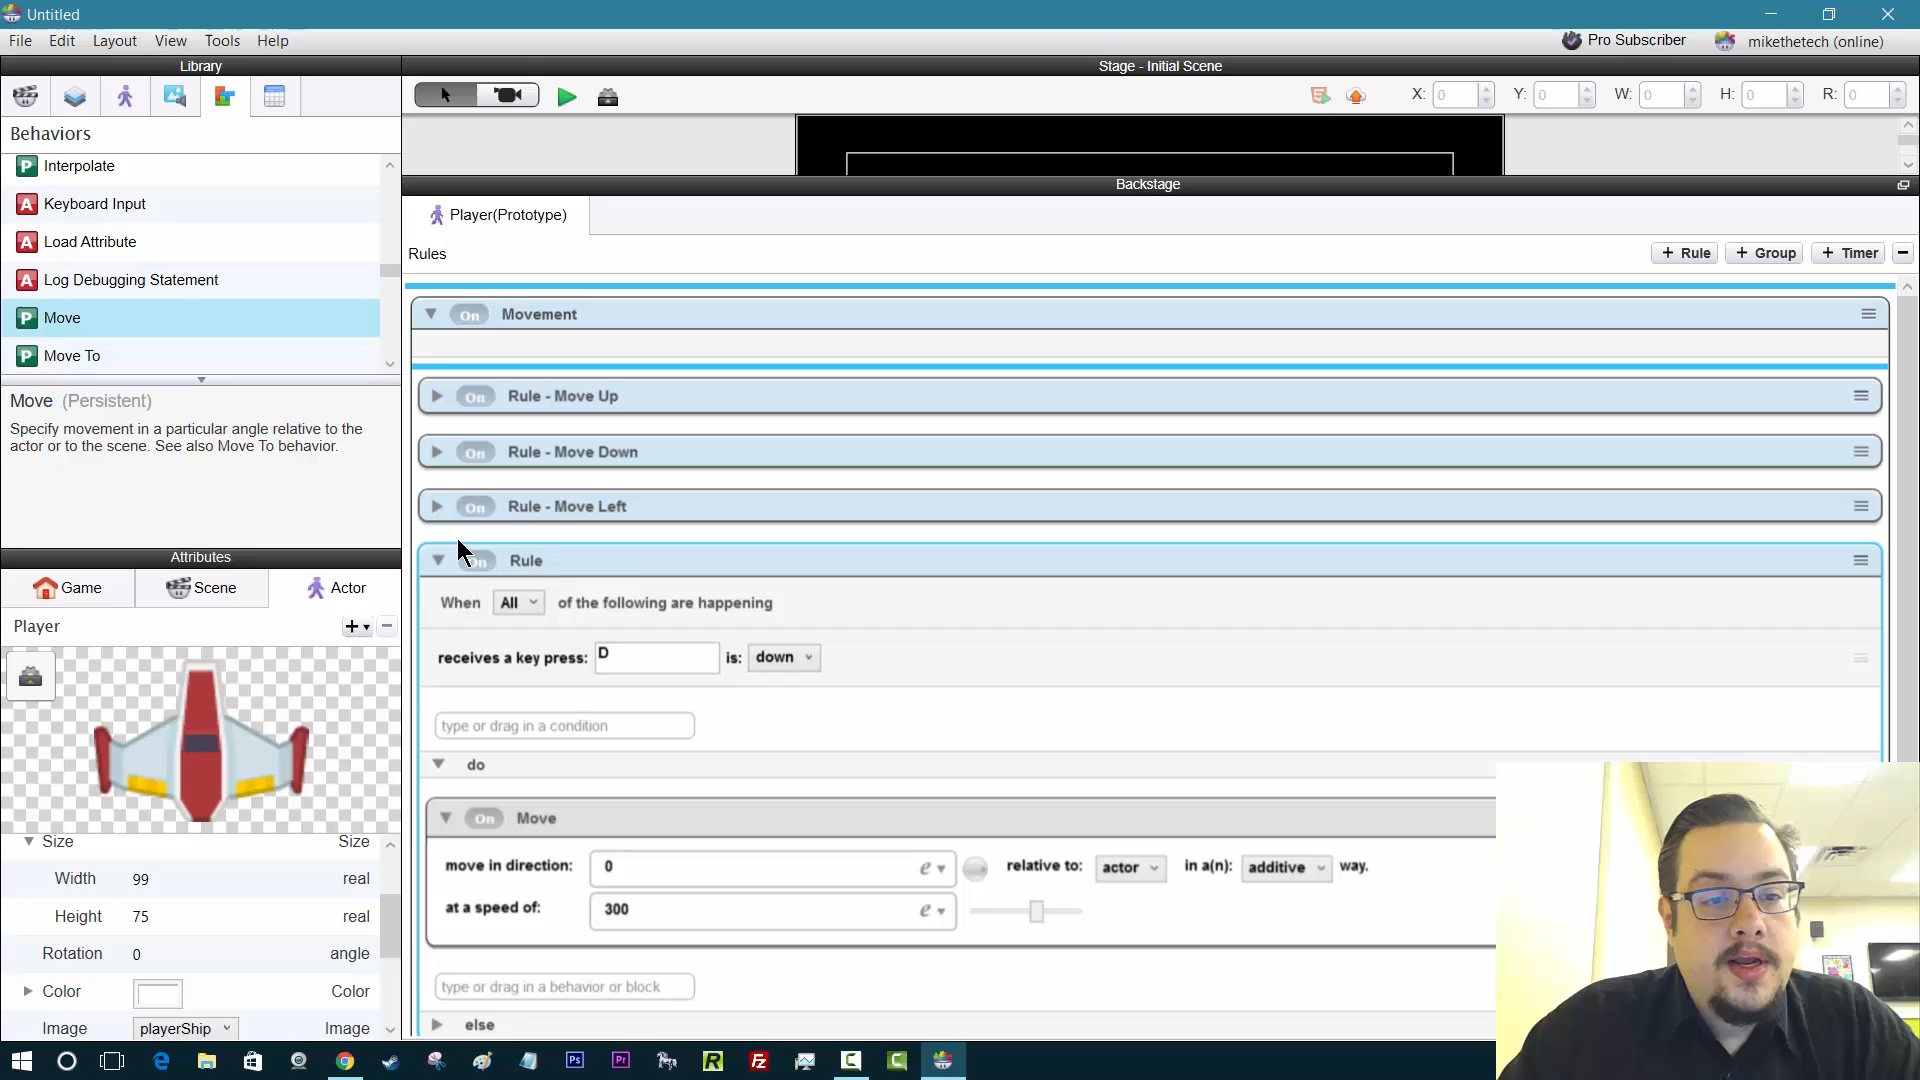 Untitled
File Edit Layout View Tools Help
Pro Subscriber mikethetech (online)
Library
Stage - Initial Scene
X: 0 Y: 0 W: 0 H: 0 R: 0
Behaviors
P Interpolate
A Keyboard Input
A Load Attribute
A Log Debugging Statement
P Move
P Move To
Move (Persistent)
Specify movement in a particular angle relative to the
actor or to the scene. See also Move To behavior.
Attributes
Game Scene Actor
Player
Size Size
Width 99 real
Height 75 real
Rotation 0 angle
Color Color
Image playerShip Image
Backstage
Player(Prototype)
Rules + Rule + Group + Timer
On Movement
On Rule - Move Up
On Rule - Move Down
On Rule - Move Left
On Rule
When All of the following are happening
receives a key press: D is: down
type or drag in a condition
do
On Move
move in direction: 0 e relative to: actor in a(n): additive way.
at a speed of: 300 e
type or drag in a behavior or block
else
Ps Pr R Fz C C